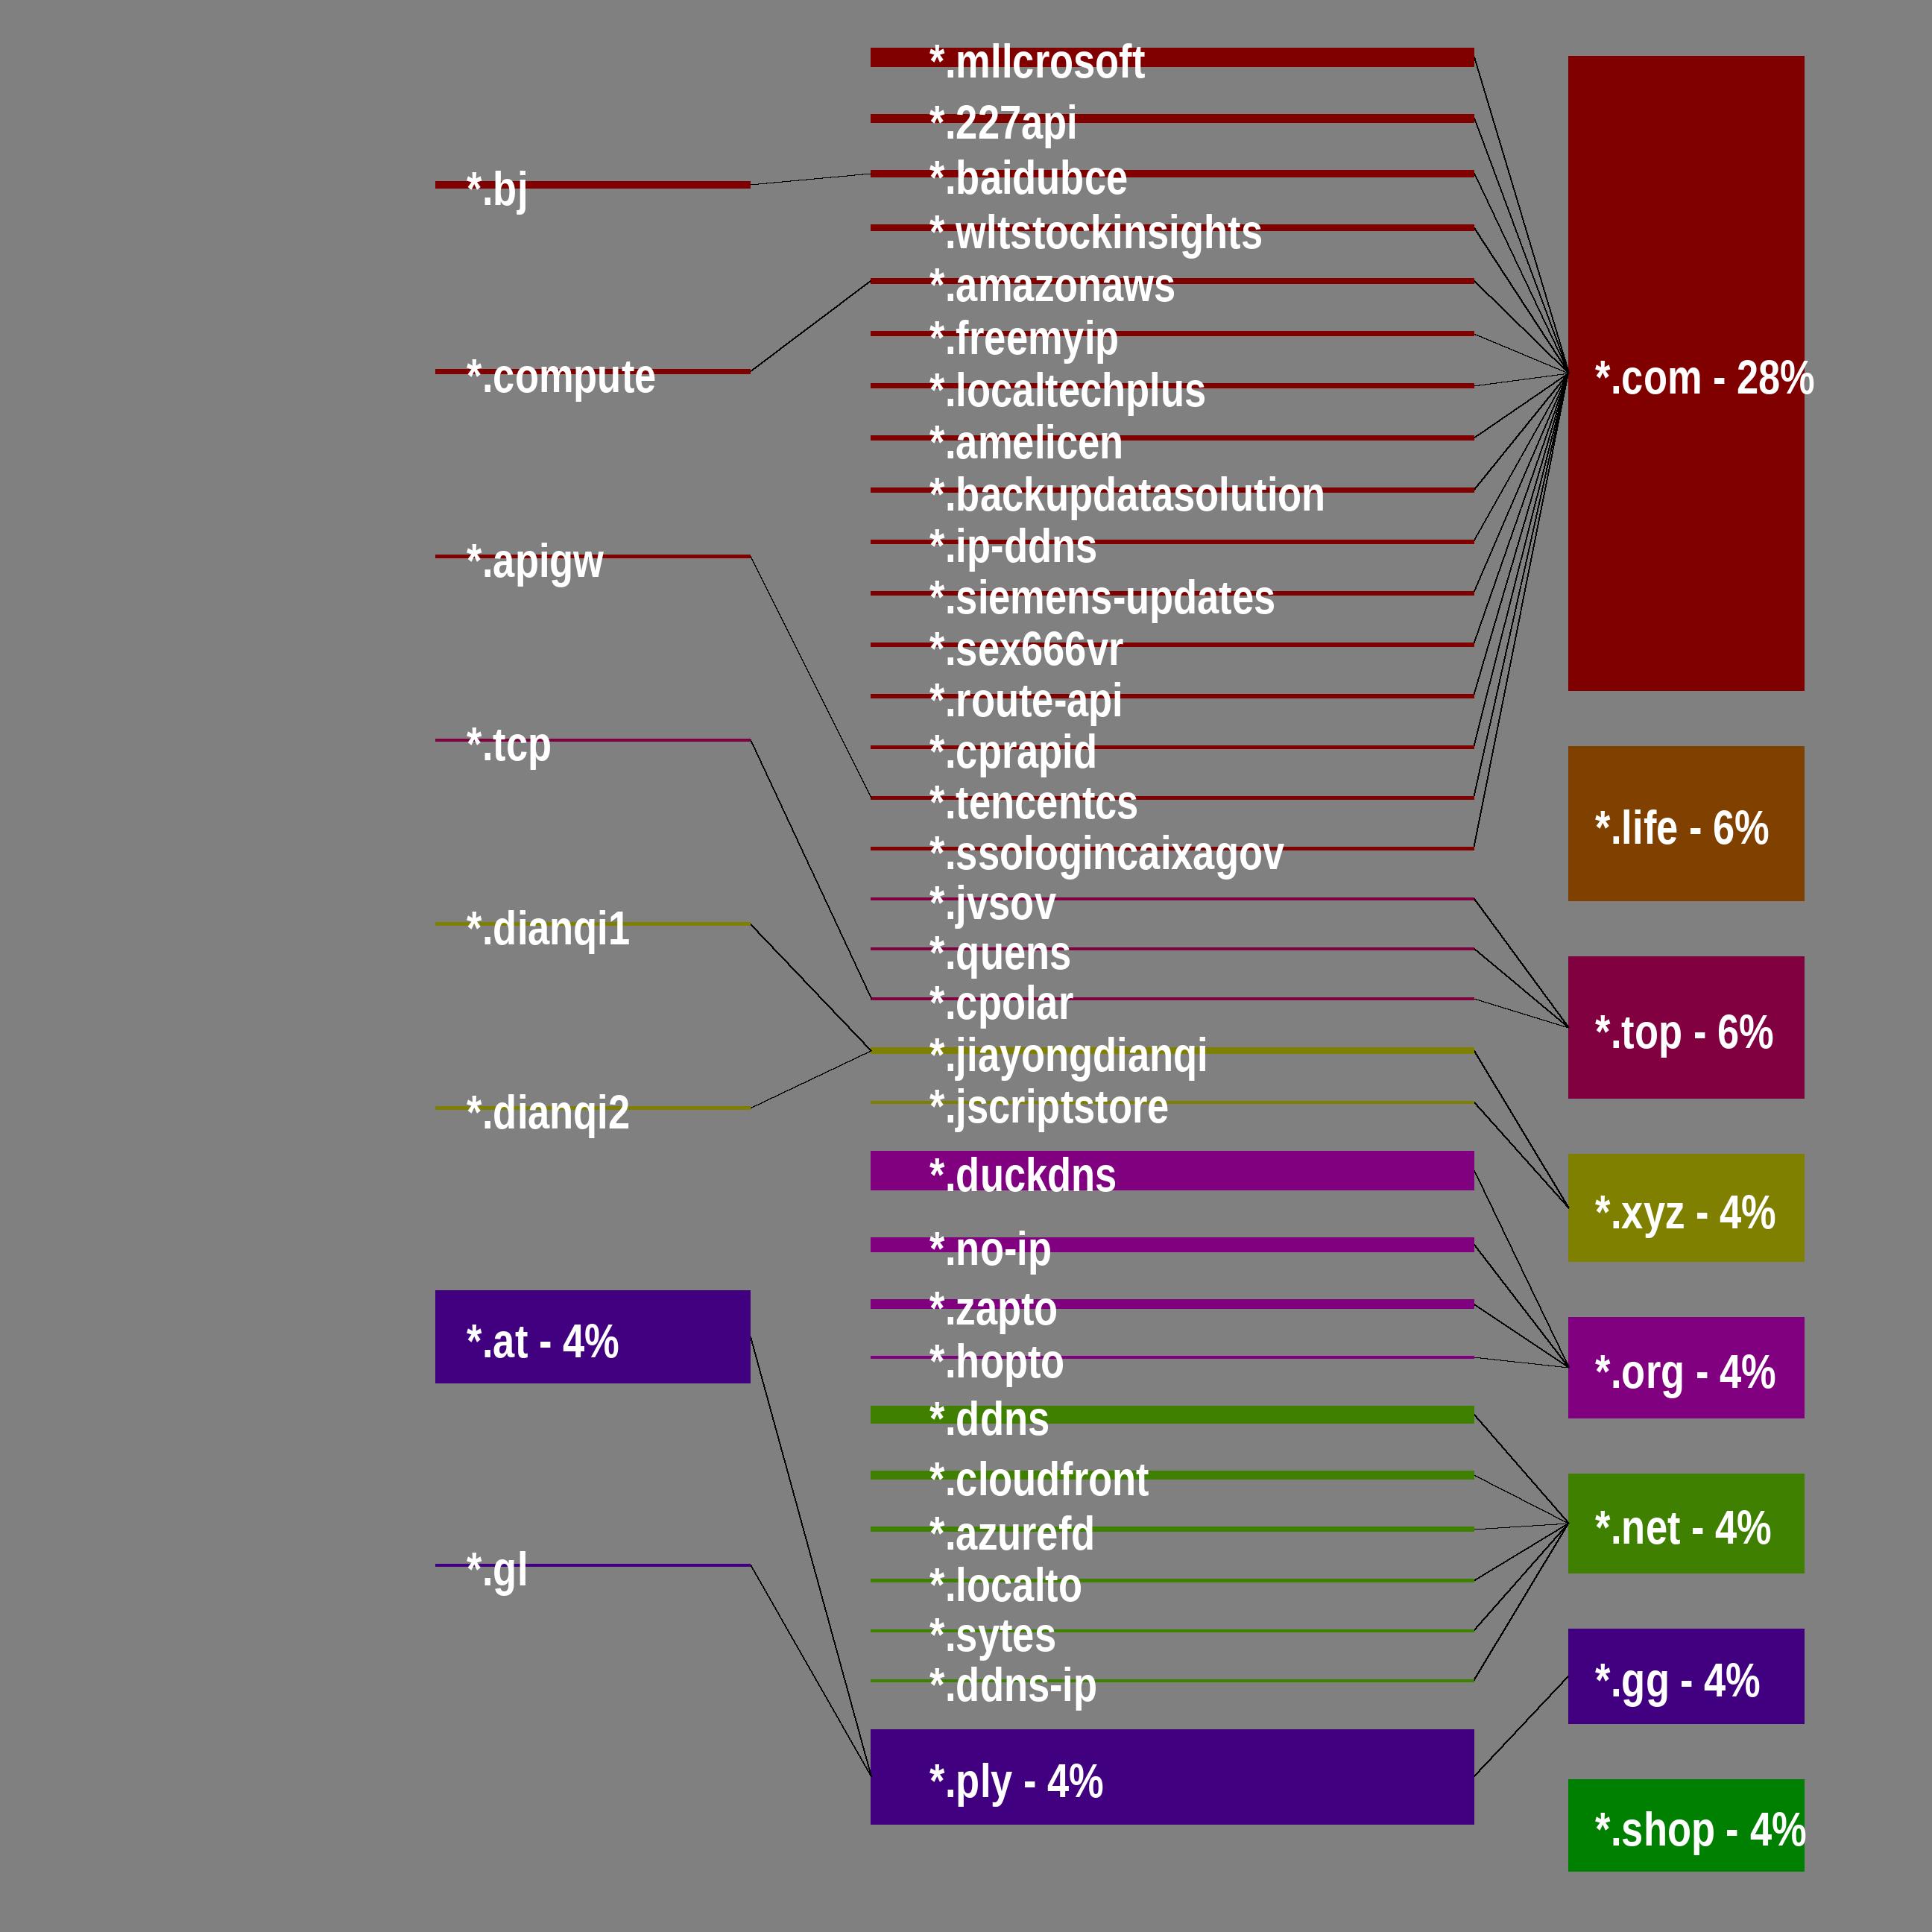 *.bj
*.compute
*.apigw
*.tcp
*.dianqi1
*.dianqi2
*.at - 4%
*.gl
*.mllcrosoft
*.227api
*.baidubce
*.wltstockinsights
*.amazonaws
*.freemyip
*.localtechplus
*.amelicen
*.backupdatasolution
*.ip-ddns
*.siemens-updates
*.sex666vr
*.route-api
*.cprapid
*.tencentcs
*.ssologincaixagov
*.jvsov
*.quens
*.cpolar
*.jiayongdianqi
*.jscriptstore
*.duckdns
*.no-ip
*.zapto
*.hopto
*.ddns
*.cloudfront
*.azurefd
*.localto
*.sytes
*.ddns-ip
*.ply - 4%
*.com - 28%
*.life - 6%
*.top - 6%
*.xyz - 4%
*.org - 4%
*.net - 4%
*.gg - 4%
*.shop - 4%